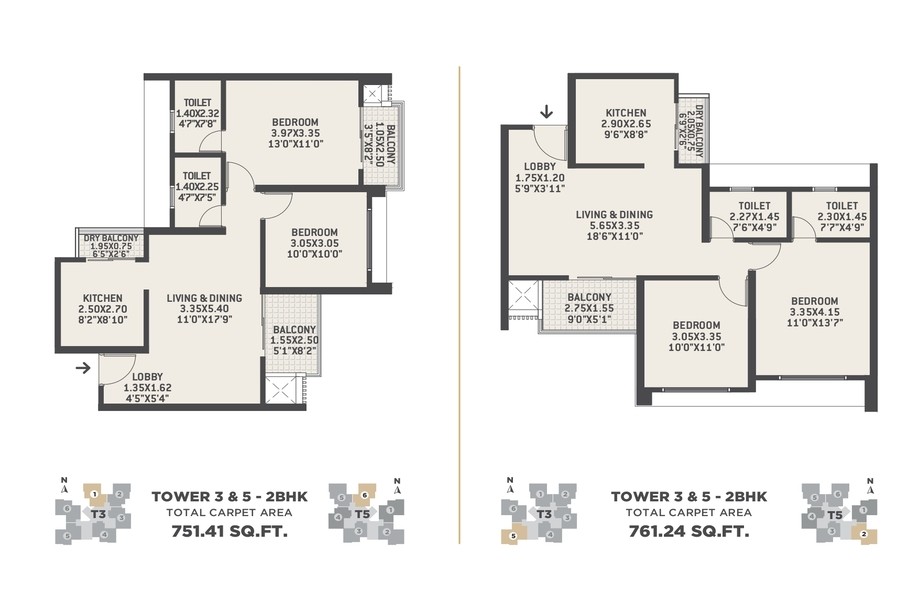 TOILET
1.40X2.32
4'7"X7'8"
BEDROOM
3.97X3.35
13'0"X11'0"
BALCONY
1.05X2.50
3'5"X8'2"
TOILET
1.40X2.25
4'7"X7'5"
BEDROOM
3.05X3.05
10'0"X10'0"
DRY BALCONY
1.95X0.75
6'5"X2'6"
KITCHEN
2.50X2.70
8'2"X8'10"
LIVING & DINING
3.35X5.40
11'0"X17'9"
BALCONY
1.55X2.50
5'1"X8'2"
LOBBY
1.35X1.62
4'5"X5'4"
KITCHEN
2.90X2.65
9'6"X8'8"
DRY BALCONY
2.05X0.75
6'9"X2'6"
LOBBY
1.75X1.20
5'9"X3'11"
LIVING & DINING
5.65X3.35
18'6"X11'0"
TOILET
2.27X1.45
7'6"X4'9"
TOILET
2.30X1.45
7'7"X4'9"
BALCONY
2.75X1.55
9'0"X5'1"
BEDROOM
3.05X3.35
10'0"X11'0"
BEDROOM
3.35X4.15
11'0"X13'7"
N
1
2
T3
TOWER 3 & 5 - 2BHK
TOTAL CARPET AREA
751.41 SQ.FT.
N
6
T5
N
T3
5
TOWER 3 & 5 - 2BHK
TOTAL CARPET AREA
761.24 SQ.FT.
N
T5
2